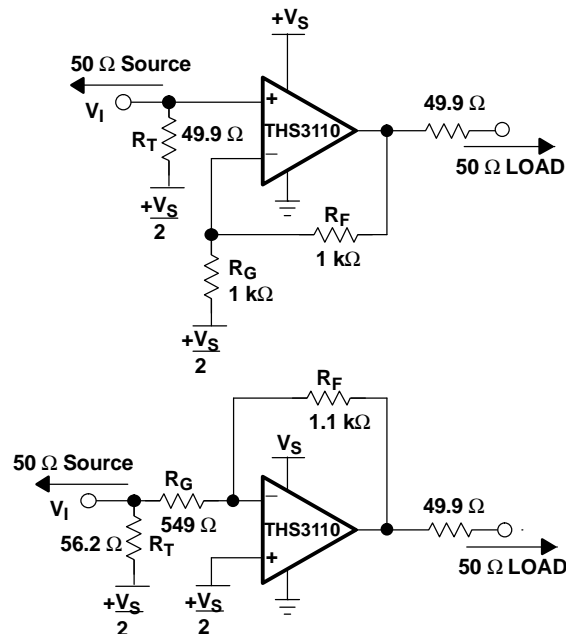 +VS
50 Ω Source
VI
+
THS3110
−
49.9 Ω
RT
49.9 Ω
50 Ω LOAD
+VS
2
RF
1 kΩ
RG
1 kΩ
+VS
2
RF
1.1 kΩ
50 Ω Source
VS
VI
RG
549 Ω
−
THS3110
+
49.9 Ω
56.2 Ω
RT
50 Ω LOAD
+VS
2
+VS
2